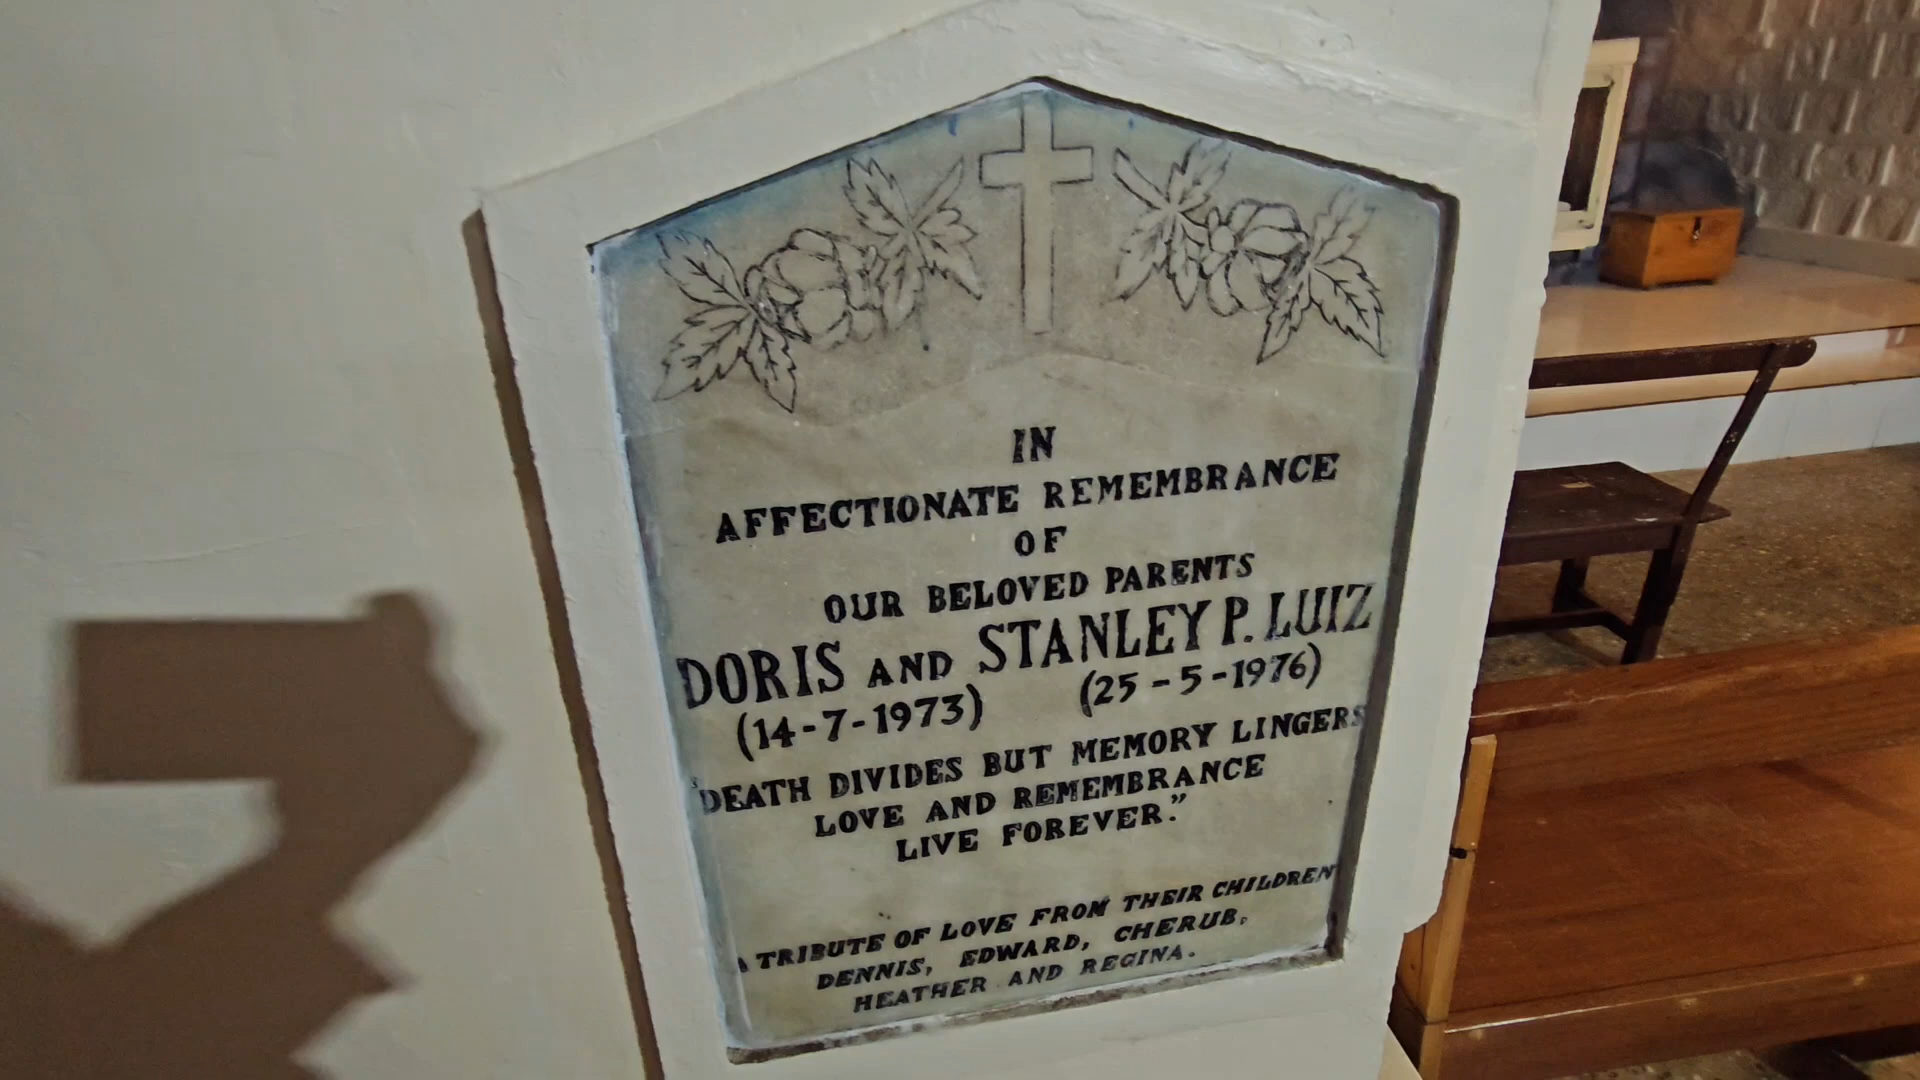 IN
AFFECTIONATE REMEMBRANCE
OF
OUR BELOVED PARENTS
DORIS AND STANLEY P. LUIZ
(14-7-1973) (25-5-1976)
"DEATH DIVIDES BUT MEMORY LINGERS
LOVE AND REMEMBRANCE
LIVE FOREVER."
A TRIBUTE OF LOVE FROM THEIR CHILDREN
DENNIS, EDWARD, CHERUB,
HEATHER AND REGINA.